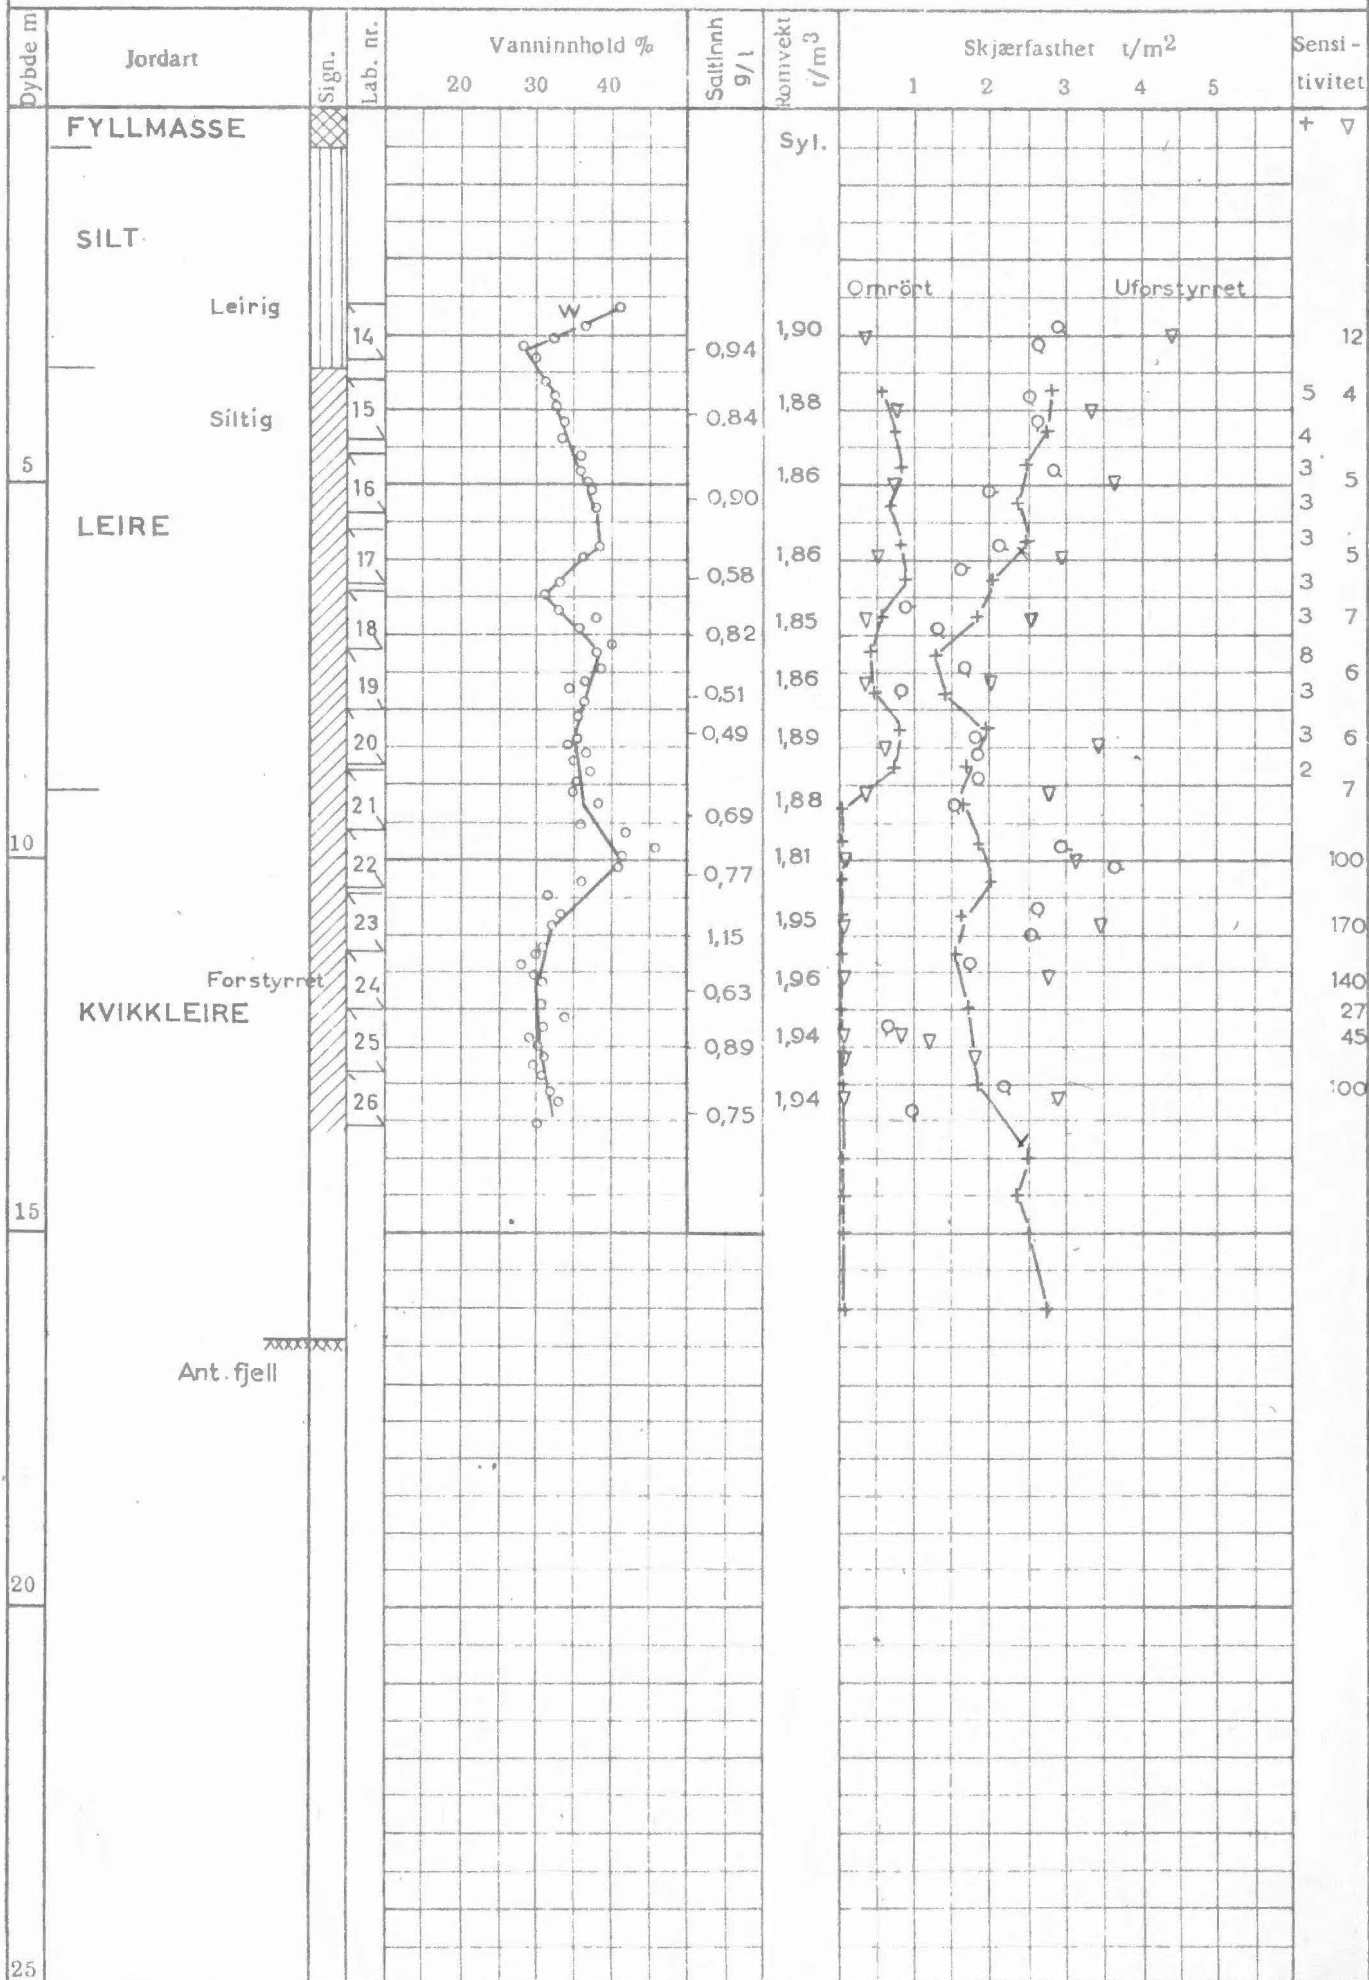 Dybde m Jordart Sign. Lab. nr. Vanninnhold % Saltinnh g/l Romvekt t/m3 Skjærfasthet t/m2 Sensi-tivitet
20 30 40 1 2 3 4 5
FYLLMASSE Syl. + ▽
SILT
Omrört Uforstyrret
Leirig W
14 0,94 1,90 12
15 0.84 1,88 5 4
Siltig 4
5 16 0,90 1,86 3 5
3
LEIRE 3
17 0,58 1,86 5
3
18 0,82 1,85 3 7
8
19 0,51 1,86 3 6
20 0,49 1,89 3 6
2
21 0,69 1,88 7
10 22 0,77 1,81 100
23 1,15 1,95 170
Forstyrret 24 0,63 1,96 140
KVIKKLEIRE 27
25 0,89 1,94 45
26 0,75 1,94 100
15
Ant. fjell
20
25